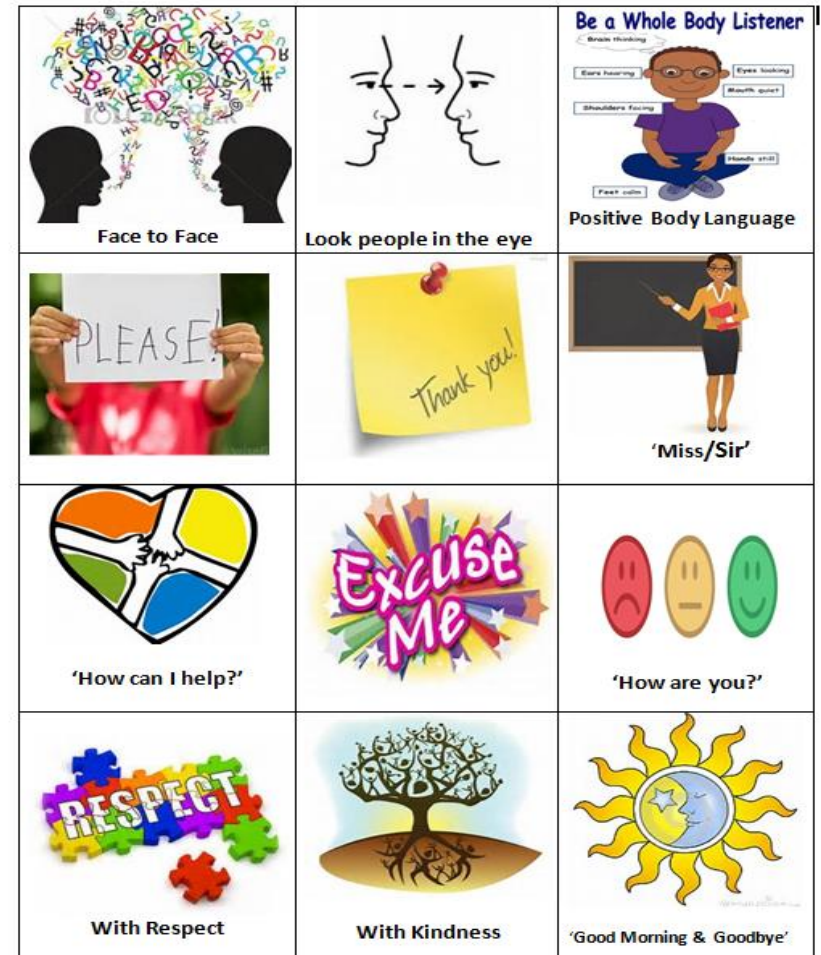 Be a Whole Body Listener
Brain thinking
Ears hearing
Eyes looking
Mouth quiet
Shoulders facing
Hands still
Feet calm
Face to Face
Look people in the eye
Positive Body Language
PLEASE!
Thank you!
‘Miss/Sir’
Excuse
Me
‘How can I help?’
‘How are you?’
RESPECT
With Respect
With Kindness
‘Good Morning & Goodbye’